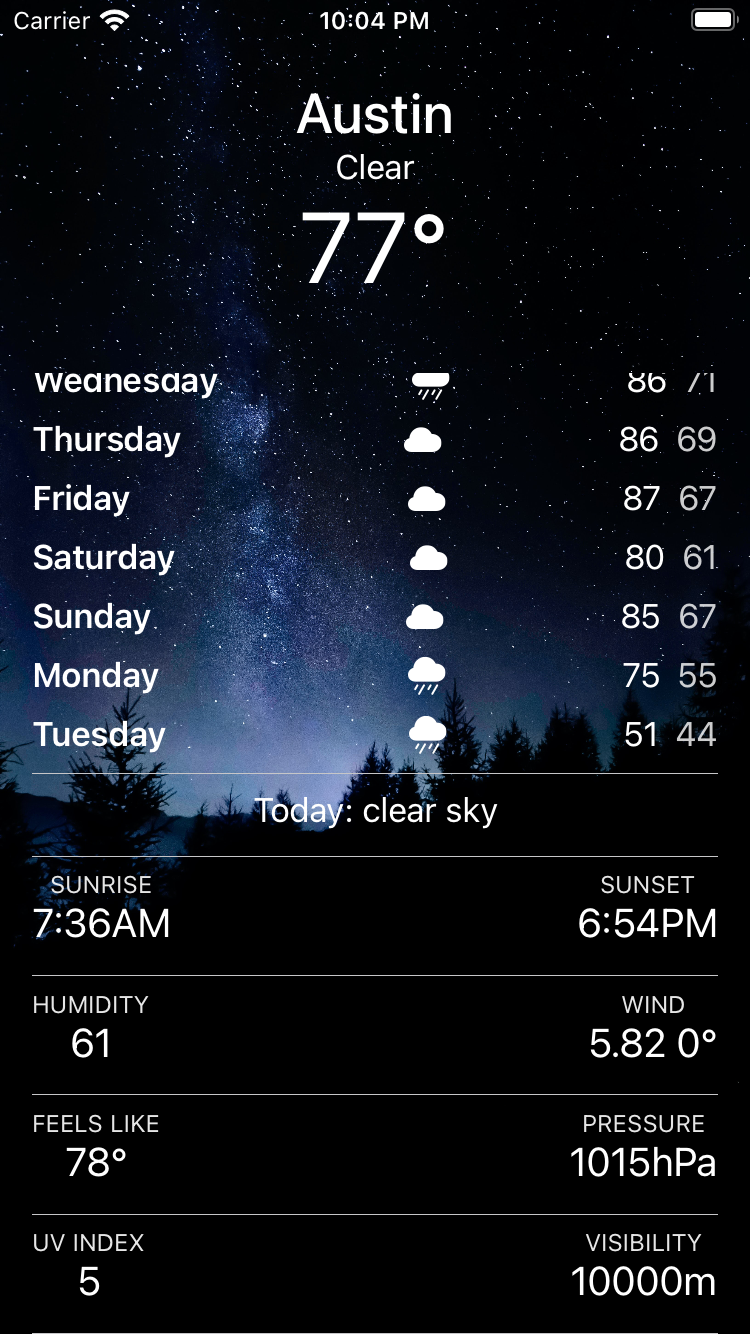 Carrier 10:04 PM
Austin
Clear
77°
Wednesday 86 71
Thursday 86 69
Friday 87 67
Saturday 80 61
Sunday 85 67
Monday 75 55
Tuesday 51 44
Today: clear sky
SUNRISE SUNSET
7:36AM 6:54PM
HUMIDITY WIND
61 5.82 0°
FEELS LIKE PRESSURE
78° 1015hPa
UV INDEX VISIBILITY
5 10000m